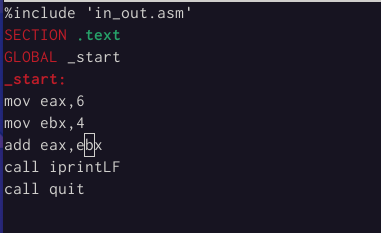 %include 'in_out.asm'
SECTION .text
GLOBAL _start
_start:
mov eax,6
mov ebx,4
add eax,ebx
call iprintLF
call quit